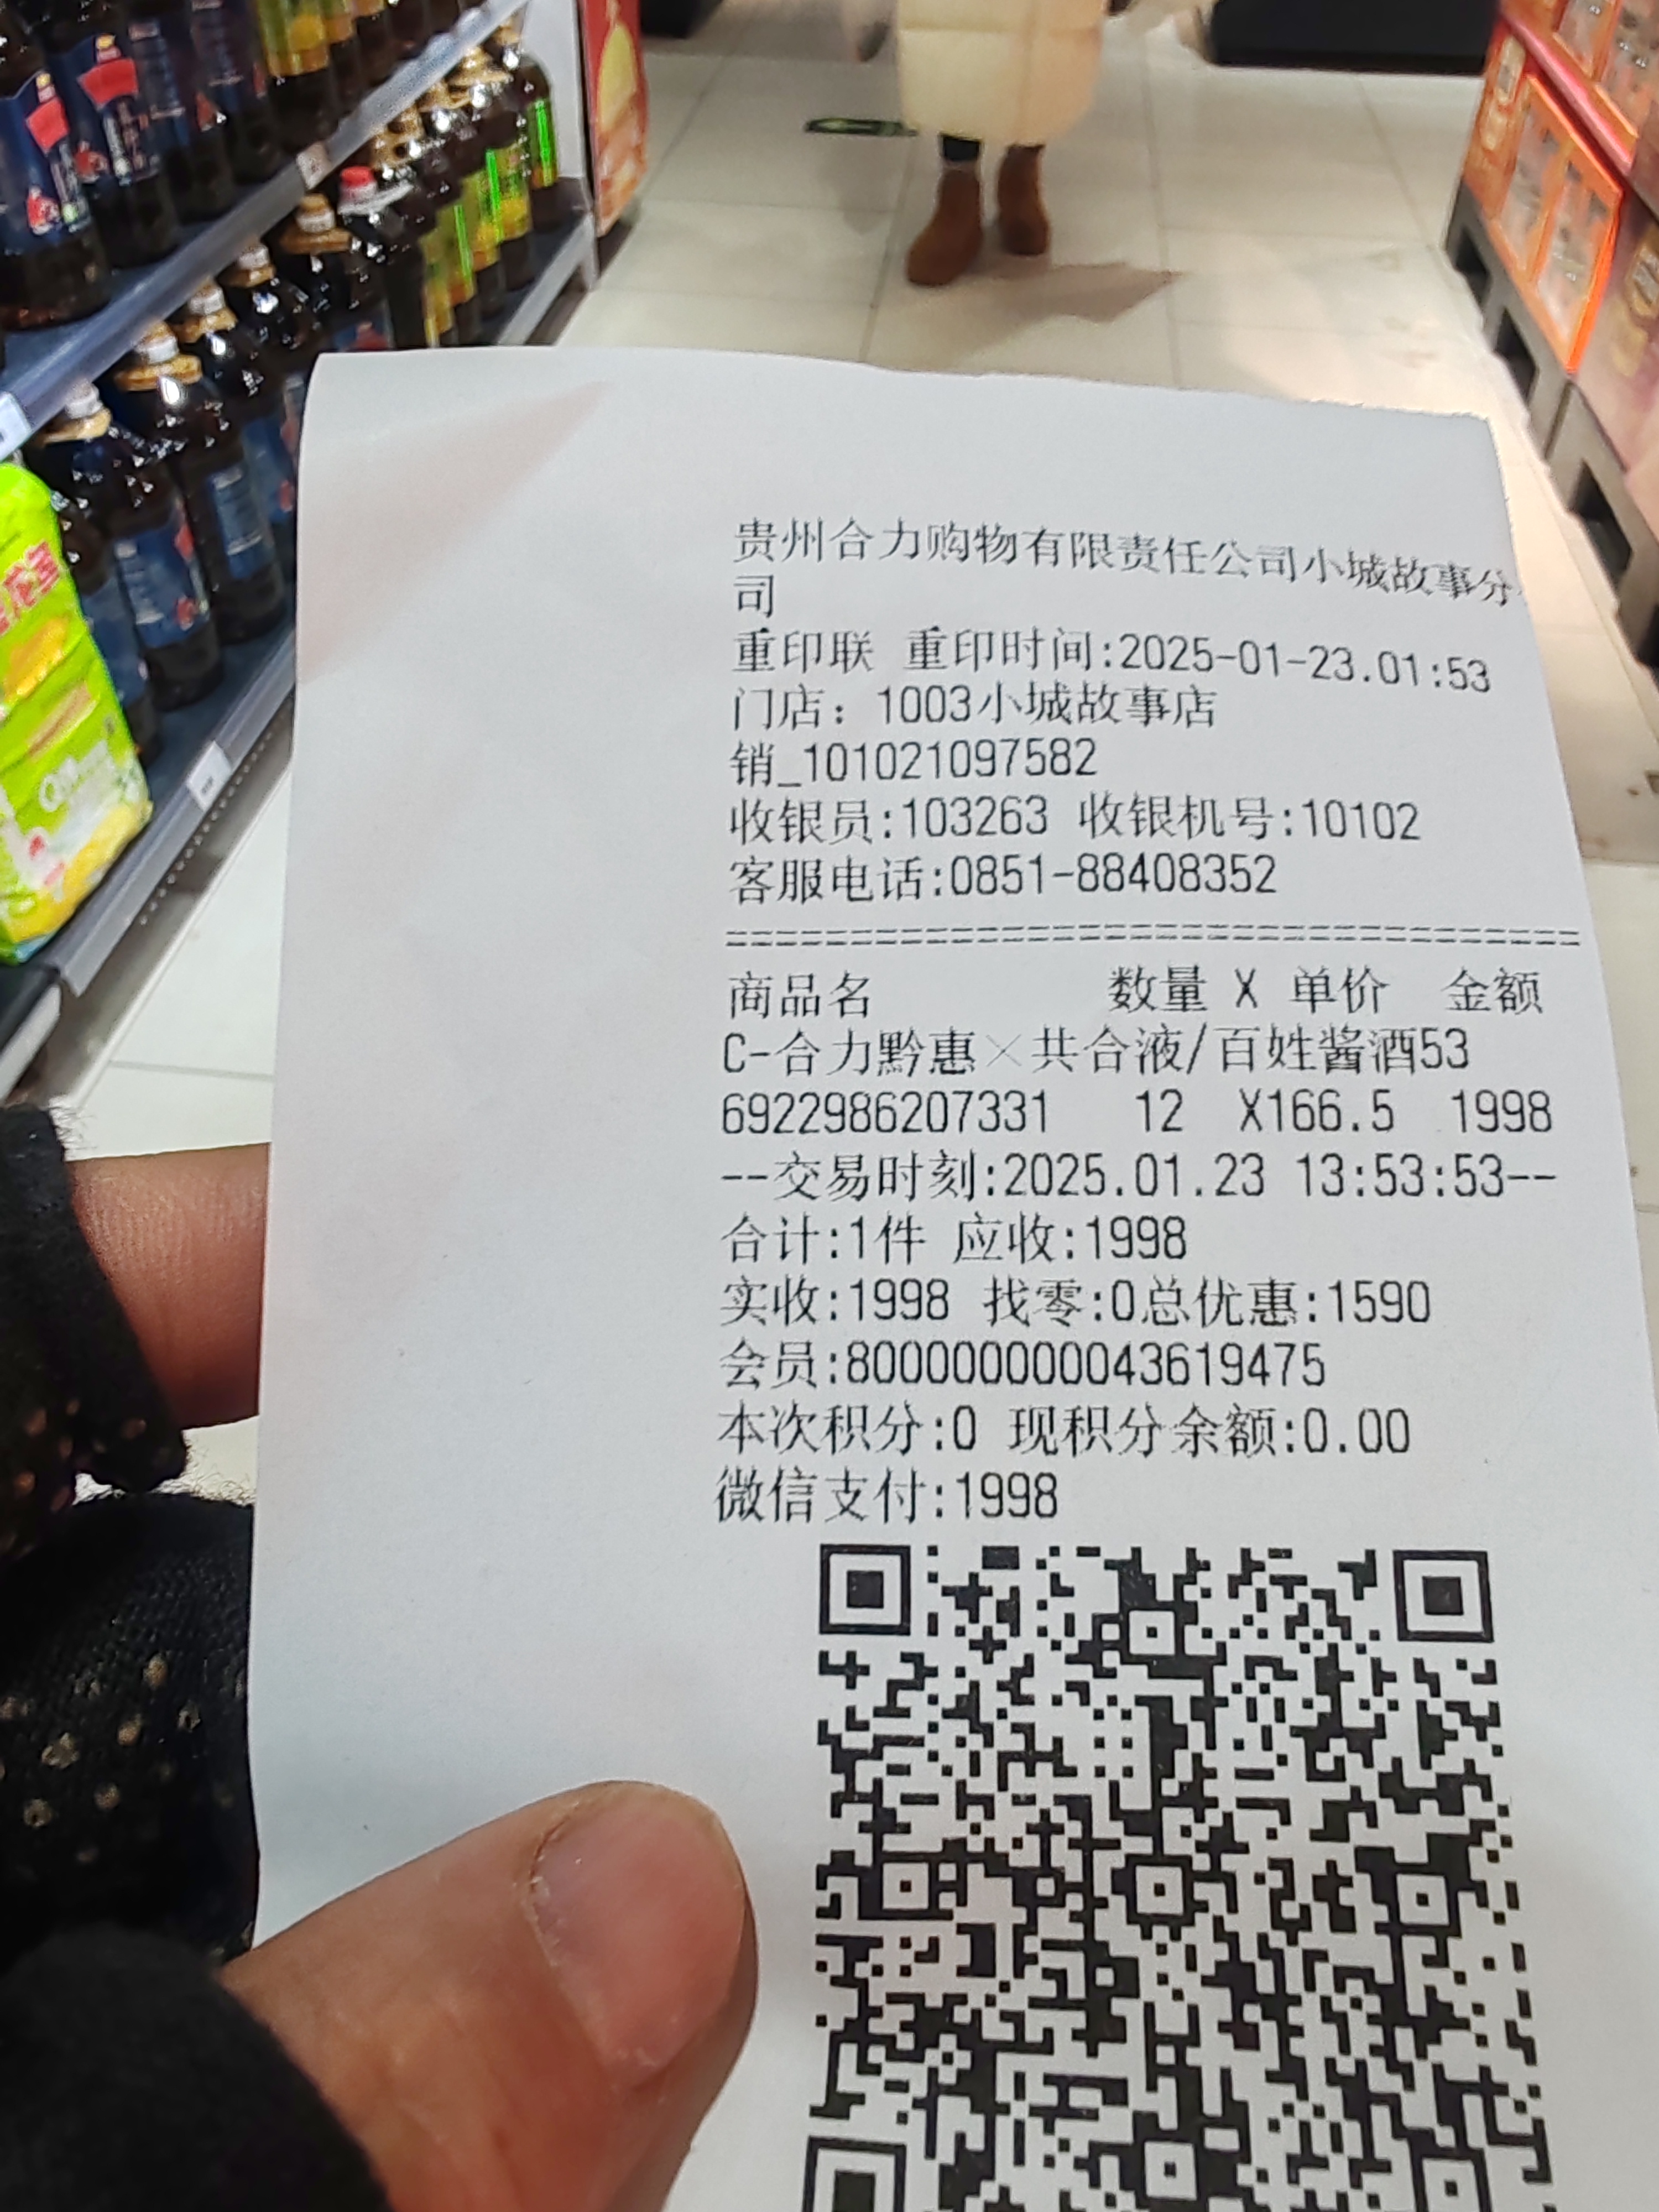 贵州合力购物有限责任公司小城故事分
司
重印联 重印时间:2025-01-23.01:53
门店：1003小城故事店
销_101021097582
收银员:103263 收银机号:10102
客服电话:0851-88408352
==================================
商品名 数量 X 单价 金额
C-合力黔惠×共合液/百姓酱酒53
6922986207331 12 X166.5 1998
--交易时刻:2025.01.23 13:53:53--
合计:1件 应收:1998
实收:1998 找零:0总优惠:1590
会员:800000000043619475
本次积分:0 现积分余额:0.00
微信支付:1998